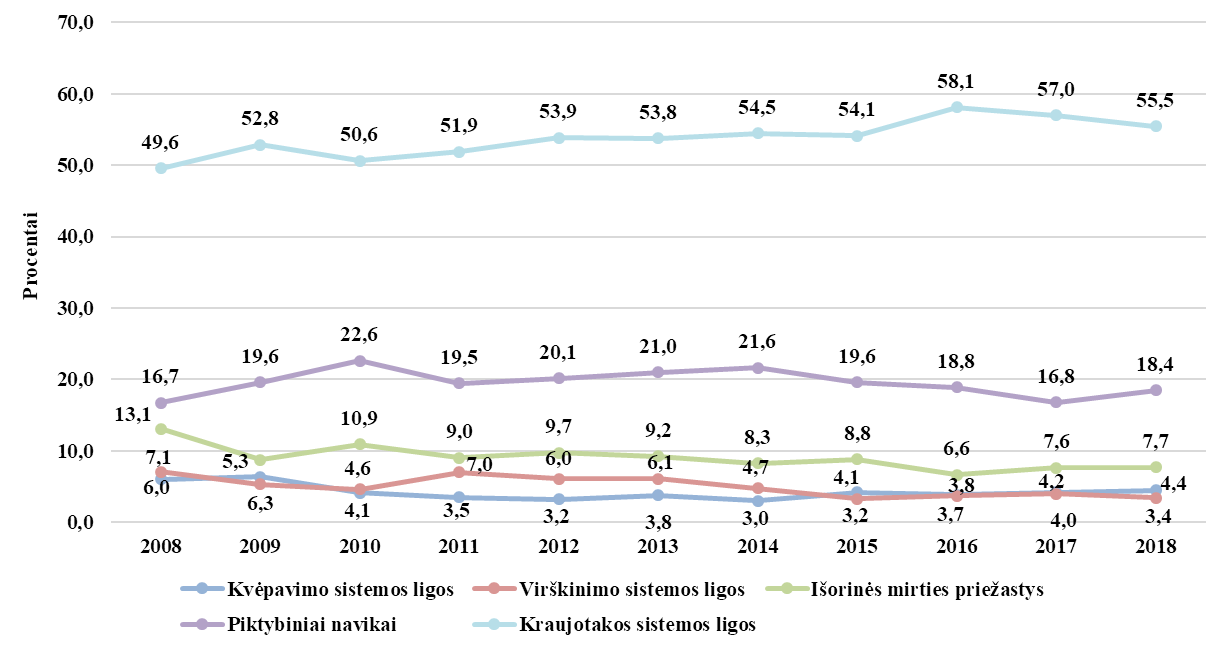 70,0
60,0
50,0
40,0
30,0
20,0
10,0
0,0
Procentai
49,6 52,8 50,6 51,9 53,9 53,8 54,5 54,1 58,1 57,0 55,5
16,7 19,6 22,6 19,5 20,1 21,0 21,6 19,6 18,8 16,8 18,4
13,1 10,9 9,0 9,7 9,2 8,3 8,8 6,6 7,6 7,7
7,1 5,3 4,6 7,0 6,0 6,1 4,7 4,1 3,8 4,2 4,4
6,0 6,3 4,1 3,5 3,2 3,8 3,0 3,2 3,7 4,0 3,4
2008 2009 2010 2011 2012 2013 2014 2015 2016 2017 2018
Kvėpavimo sistemos ligos Virškinimo sistemos ligos Išorinės mirties priežastys
Piktybiniai navikai Kraujotakos sistemos ligos